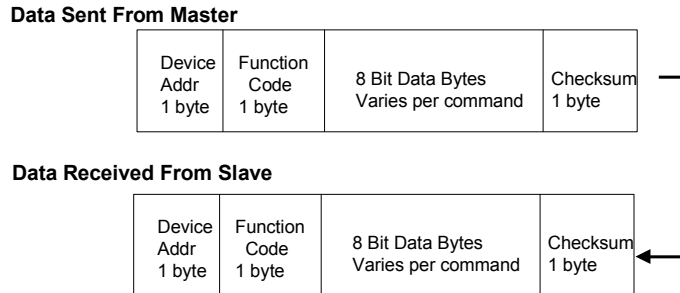 Data Sent From Master
Device
Addr
1 byte
Function
Code
1 byte
8 Bit Data Bytes
Varies per command
Checksum
1 byte
Data Received From Slave
Device
Addr
1 byte
Function
Code
1 byte
8 Bit Data Bytes
Varies per command
Checksum
1 byte